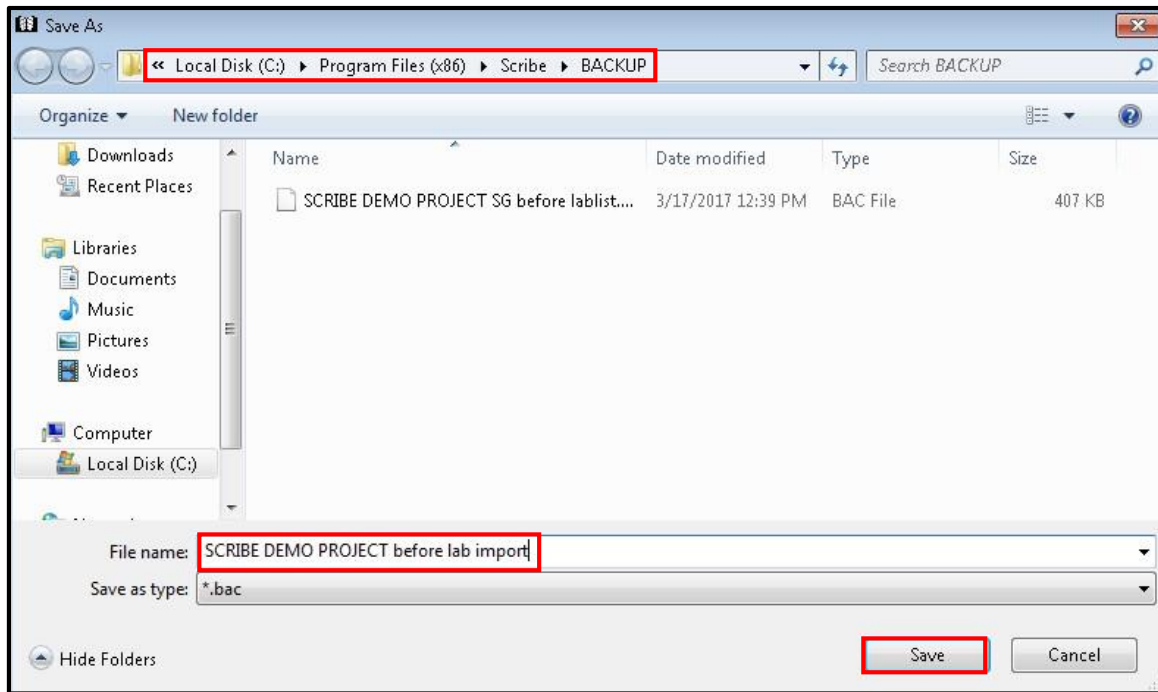 Save As
« Local Disk (C:) ▸ Program Files (x86) ▸ Scribe ▸ BACKUP
Search BACKUP
Organize ▾ New folder
Name Date modified Type Size
SCRIBE DEMO PROJECT SG before lablist.... 3/17/2017 12:39 PM BAC File 407 KB
Downloads
Recent Places
Libraries
Documents
Music
Pictures
Videos
Computer
Local Disk (C:)
File name: SCRIBE DEMO PROJECT before lab import
Save as type: *.bac
Hide Folders
Save Cancel